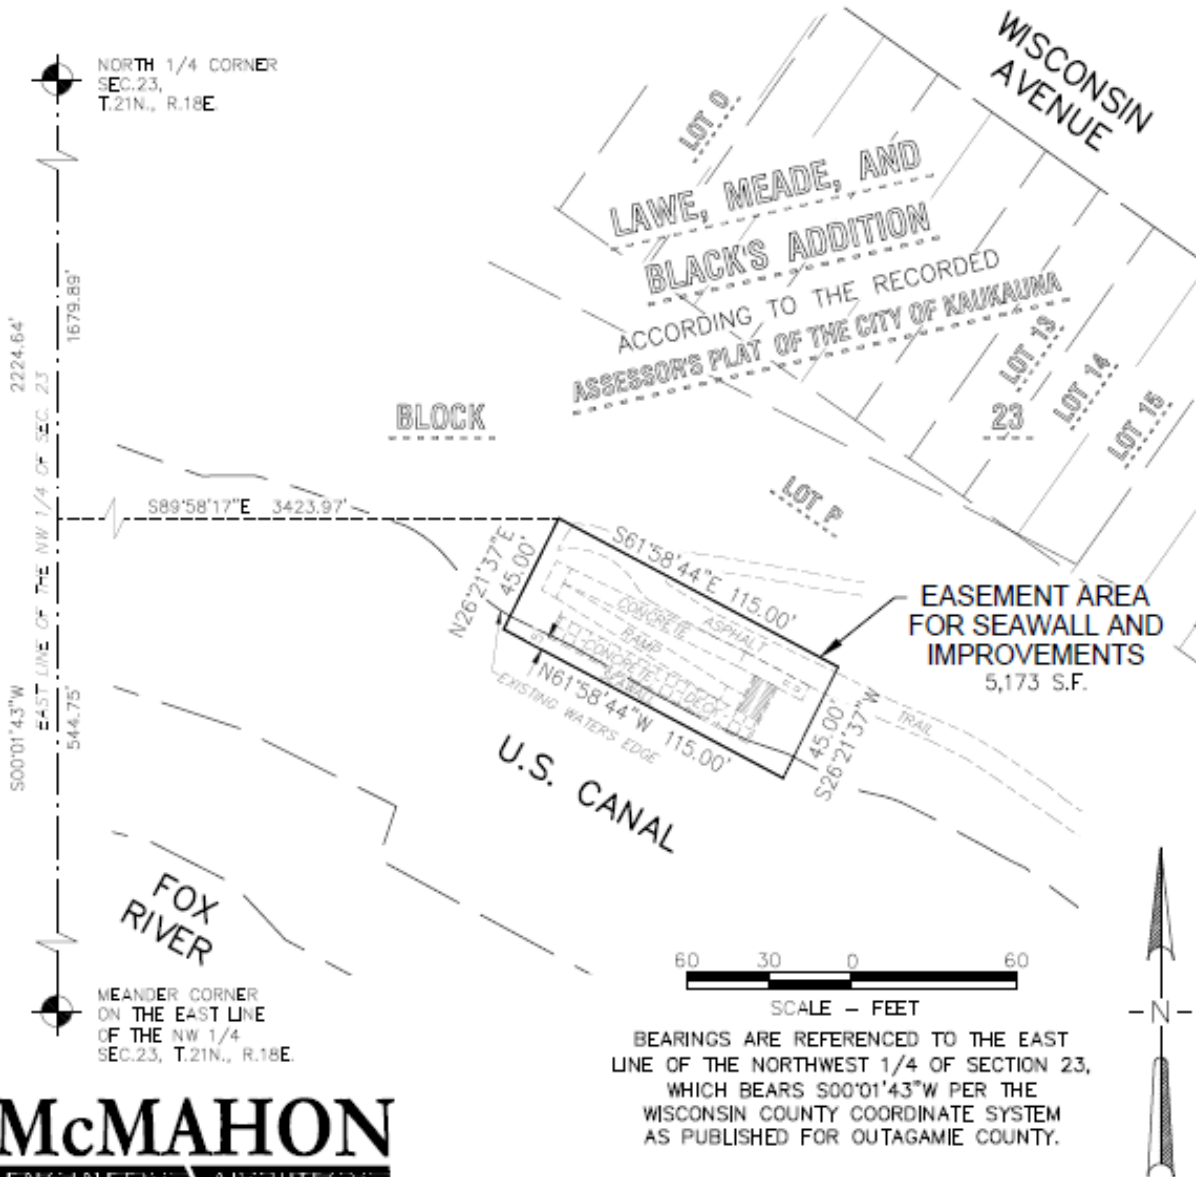 NORTH 1/4 CORNER
SEC.23,
T.21N., R.18E.
WISCONSIN
AVENUE
LOT O
LAWE, MEADE, AND
BLACK'S ADDITION
ACCORDING TO THE RECORDED
ASSESSOR'S PLAT OF THE CITY OF KAUKAUNA
LOT 13
LOT 14
LOT 15
23
BLOCK
LOT P
2224.64'
1679.89'
EAST LINE OF THE NW 1/4 OF SEC. 23
S00°01'43"W
544.75'
S89°58'17"E 3423.97'
N26°21'37"E
45.00'
S61°58'44"E 115.00'
CONCRETE
RAMP
ASPHALT
CONCRETE DECK
N61°58'44"W 115.00'
45.00'
S26°21'37"W
EXISTING WATERS EDGE
TRAIL
EASEMENT AREA
FOR SEAWALL AND
IMPROVEMENTS
5,173 S.F.
U.S. CANAL
FOX
RIVER
MEANDER CORNER
ON THE EAST LINE
OF THE NW 1/4
SEC.23, T.21N., R.18E.
60 30 0 60
SCALE – FEET
BEARINGS ARE REFERENCED TO THE EAST
LINE OF THE NORTHWEST 1/4 OF SECTION 23,
WHICH BEARS S00°01'43"W PER THE
WISCONSIN COUNTY COORDINATE SYSTEM
AS PUBLISHED FOR OUTAGAMIE COUNTY.
N
McMAHON